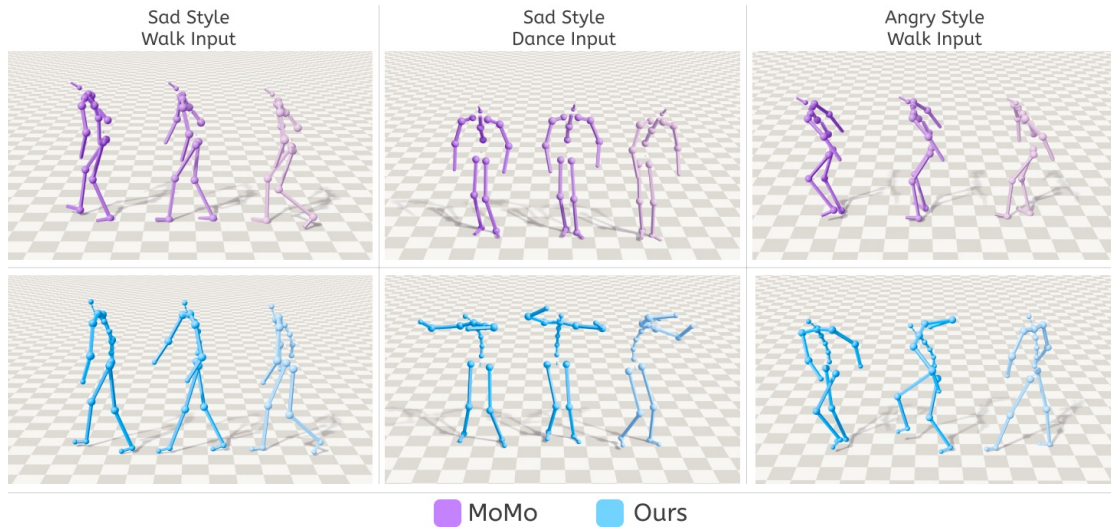 Sad Style
Walk Input
Sad Style
Dance Input
Angry Style
Walk Input
MoMo
Ours